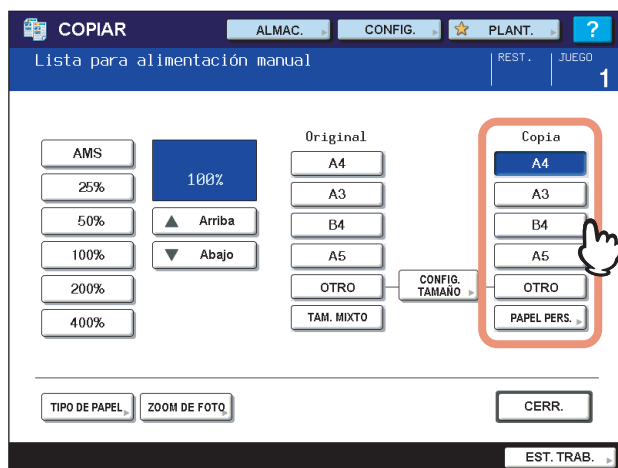 COPIAR
ALMAC.
CONFIG.
PLANT.
?
Lista para alimentación manual
REST.
JUEGO
1
AMS
25%
50%
100%
200%
400%
100%
Arriba
Abajo
Original
A4
A3
B4
A5
OTRO
TAM. MIXTO
CONFIG.
TAMAÑO
Copia
A4
A3
B4
A5
OTRO
PAPEL PERS.
TIPO DE PAPEL
ZOOM DE FOTO
CERR.
EST. TRAB.